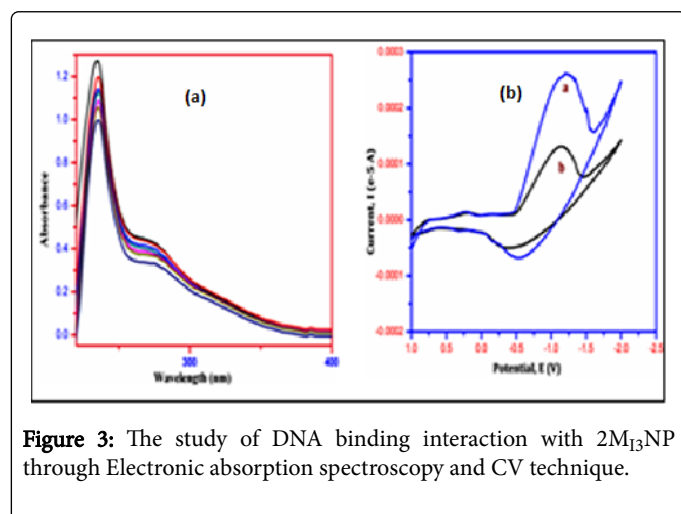 (a)
1.2
1.0
0.8
0.6
0.4
0.2
0.0
Absorbance
300
400
Wavelength (nm)
(b)
a
b
0.0003
0.0002
0.0001
0.0000
-0.0001
-0.0002
Current, I (e-5 A)
1.0 0.5 0.0 -0.5 -1.0 -1.5 -2.0 -2.5
Potential, E (V)
Figure 3: The study of DNA binding interaction with 2M_I3NP
through Electronic absorption spectroscopy and CV technique.